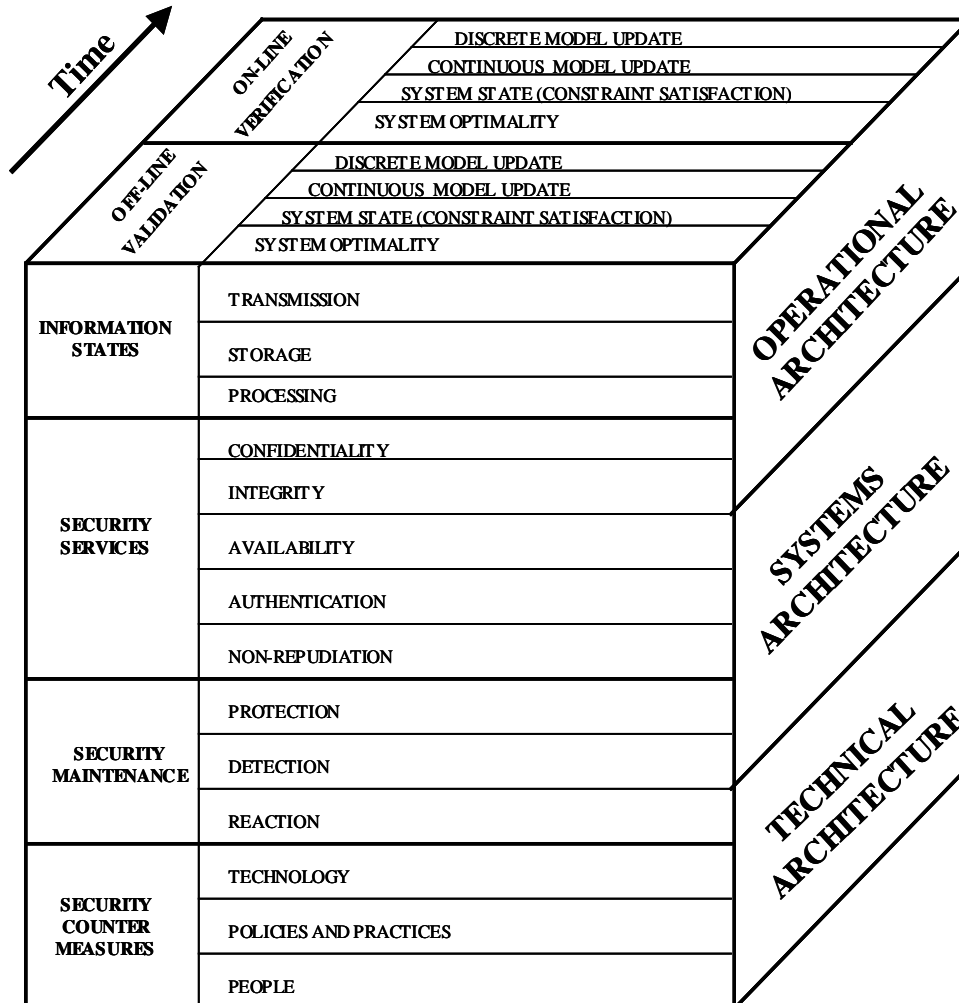 Time
ON-LINE
VERIFICATION
DISCRETE MODEL UPDATE
CONTINUOUS MODEL UPDATE
SYSTEM STATE (CONSTRAINT SATISFACTION)
SYSTEM OPTIMALITY
OFF-LINE
VALIDATION
DISCRETE MODEL UPDATE
CONTINUOUS MODEL UPDATE
SYSTEM STATE (CONSTRAINT SATISFACTION)
SYSTEM OPTIMALITY
INFORMATION
STATES
TRANSMISSION
STORAGE
PROCESSING
SECURITY
SERVICES
CONFIDENTIALITY
INTEGRITY
AVAILABILITY
AUTHENTICATION
NON-REPUDIATION
SECURITY
MAINTENANCE
PROTECTION
DETECTION
REACTION
SECURITY
COUNTER
MEASURES
TECHNOLOGY
POLICIES AND PRACTICES
PEOPLE
OPERATIONAL
ARCHITECTURE
SYSTEMS
ARCHITECTURE
TECHNICAL
ARCHITECTURE